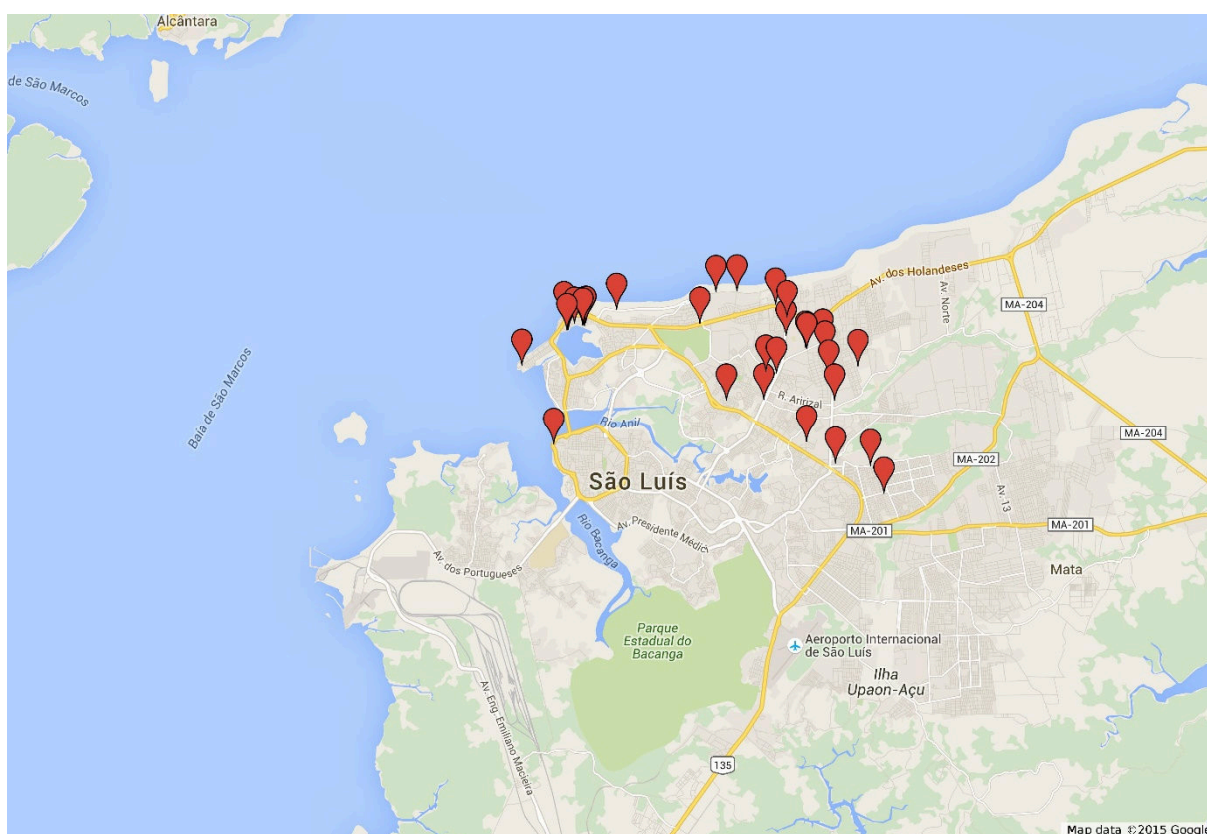 Alcântara
de São Marcos
Av. dos Holandeses
Av. Norte
MA-204
Baía de São Marcos
R. Aririzal
Rio Anil
MA-204
São Luís
MA-202
Av. 13
Rio Bacanga
Av. Presidente Médici
MA-201
MA-201
Av. dos Portugueses
Mata
Parque
Estadual do
Bacanga
Aeroporto Internacional
de São Luís
Ilha
Upaon-Açu
Av. Eng. Emiliano Macieira
135
Map data ©2015 Google